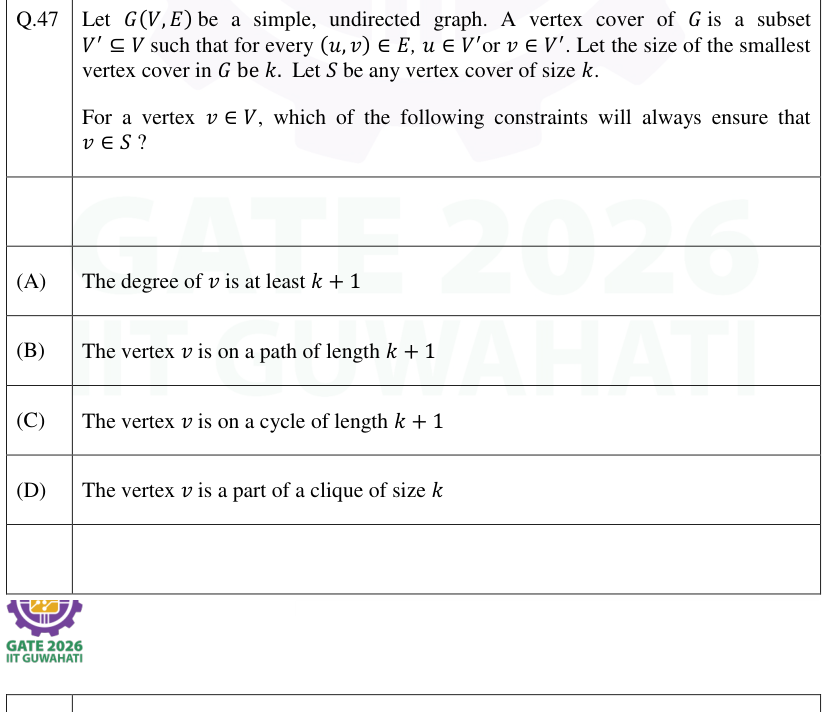 Q.47 Let G(V, E) be a simple, undirected graph. A vertex cover of G is a subset
V′ ⊆ V such that for every (u, v) ∈ E, u ∈ V′or v ∈ V′. Let the size of the smallest
vertex cover in G be k. Let S be any vertex cover of size k.
For a vertex v ∈ V, which of the following constraints will always ensure that
v ∈ S ?
GATE 2026
IIT GUWAHATI
(A) The degree of v is at least k + 1
(B) The vertex v is on a path of length k + 1
(C) The vertex v is on a cycle of length k + 1
(D) The vertex v is a part of a clique of size k
GATE 2026
IIT GUWAHATI